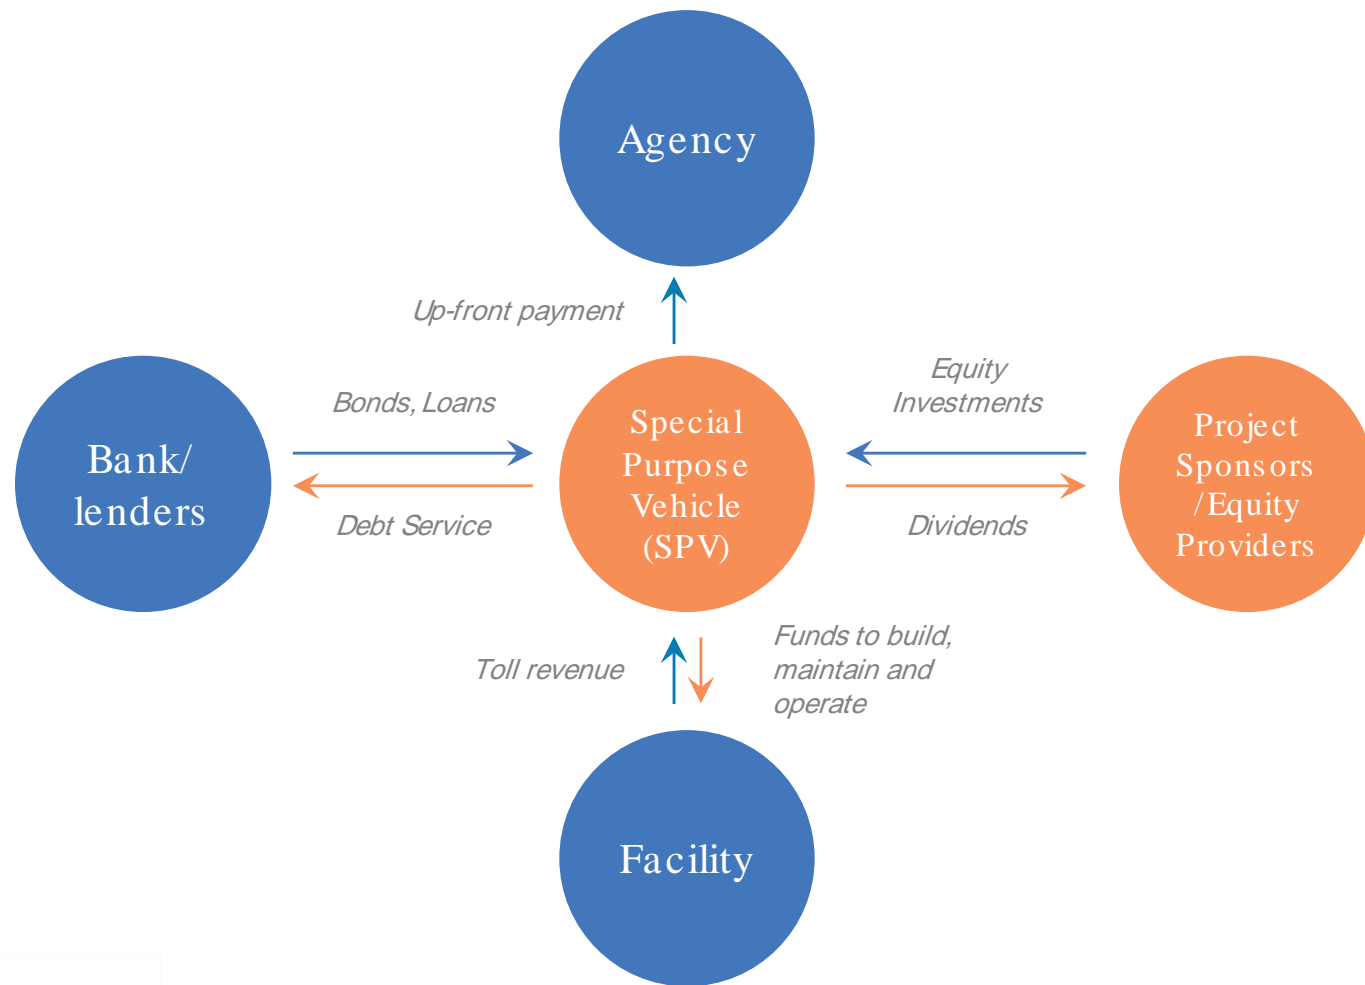 Agency
Up-front payment
Bonds, Loans
Equity
Investments
Bank/
lenders
Special
Purpose
Vehicle
(SPV)
Project
Sponsors
/Equity
Providers
Debt Service
Dividends
Toll revenue
Funds to build,
maintain and
operate
Facility